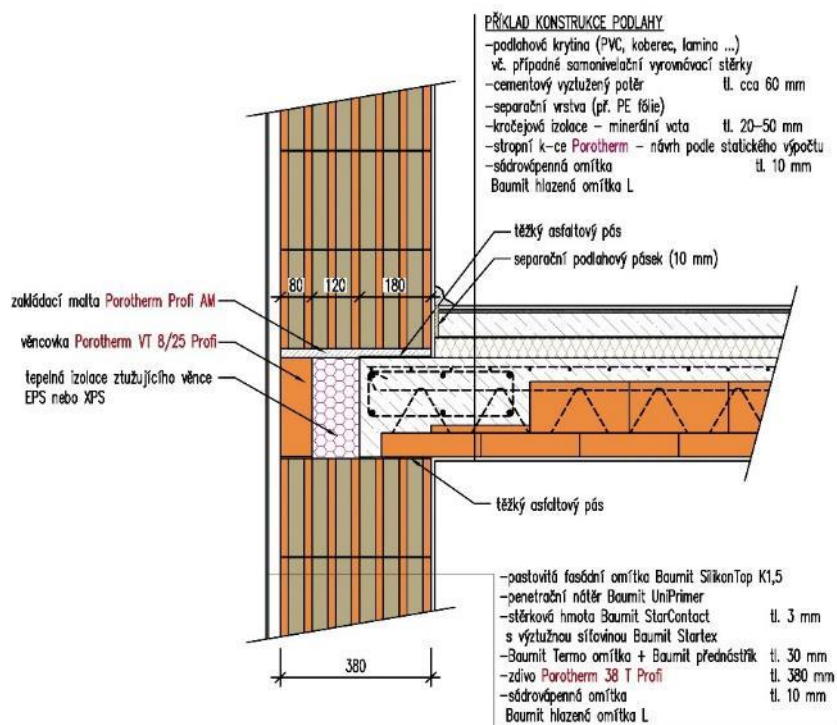 PŘÍKLAD KONSTRUKCE PODLAHY
-podlahová krytina (PVC, koberec, lamino ...)
vč. případné samonivelační vyrovnávací stěrky
-cementový vyztužený potěr tl. cca 60 mm
-separační vrstva (př. PE fólie)
-kročejová izolace – minerální vata tl. 20–50 mm
-stropní k-ce Porotherm – návrh podle statického výpočtu
-sádrovápenná omítka tl. 10 mm
Baumit hlazená omítka L
těžký asfaltový pás
separační podlahový pásek (10 mm)
80 120 180
zakládací malta Porotherm Profi AM
věncovka Porotherm VT 8/25 Profi
tepelná izolace ztužujícího věnce
EPS nebo XPS
těžký asfaltový pás
-pastovitá fasádní omítka Baumit SilikonTop K1,5
-penetrační nátěr Baumit UniPrimer
-stěrková hmota Baumit StarContact tl. 3 mm
s výztužnou síťovinou Baumit Startex
-Baumit Termo omítka + Baumit přednástřik tl. 30 mm
-zdivo Porotherm 38 T Profi tl. 380 mm
-sádrovápenná omítka tl. 10 mm
Baumit hlazená omítka L
380